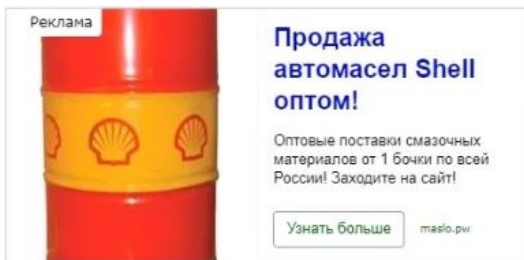 Реклама
Продажа
автомасел Shell
оптом!
Оптовые поставки смазочных
материалов от 1 бочки по всей
России! Заходите на сайт!
Узнать больше
maslo.pw